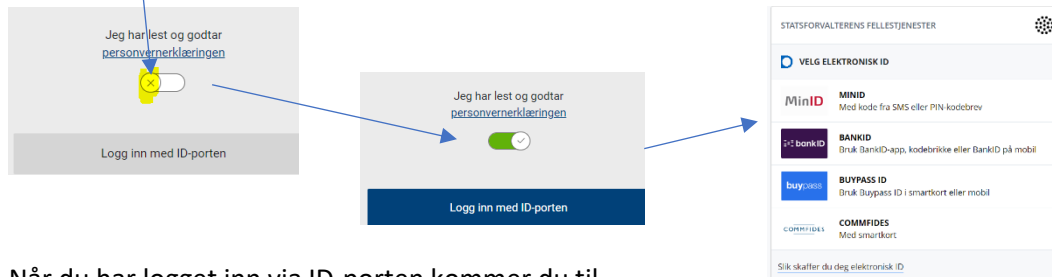 Jeg har lest og godtar
personvernerklæringen
Logg inn med ID-porten
Jeg har lest og godtar
personvernerklæringen
Logg inn med ID-porten
STATSFORVALTERENS FELLESTJENESTER
VELG ELEKTRONISK ID
MinID
MINID
Med kode fra SMS eller PIN-kodebrev
bankID
BANKID
Bruk BankID-app, kodebrikke eller BankID på mobil
buypass
BUYPASS ID
Bruk Buypass ID i smartkort eller mobil
COMMFIDES
COMMFIDES
Med smartkort
Slik skaffer du deg elektronisk ID
Når du har logget inn via ID-porten kommer du til